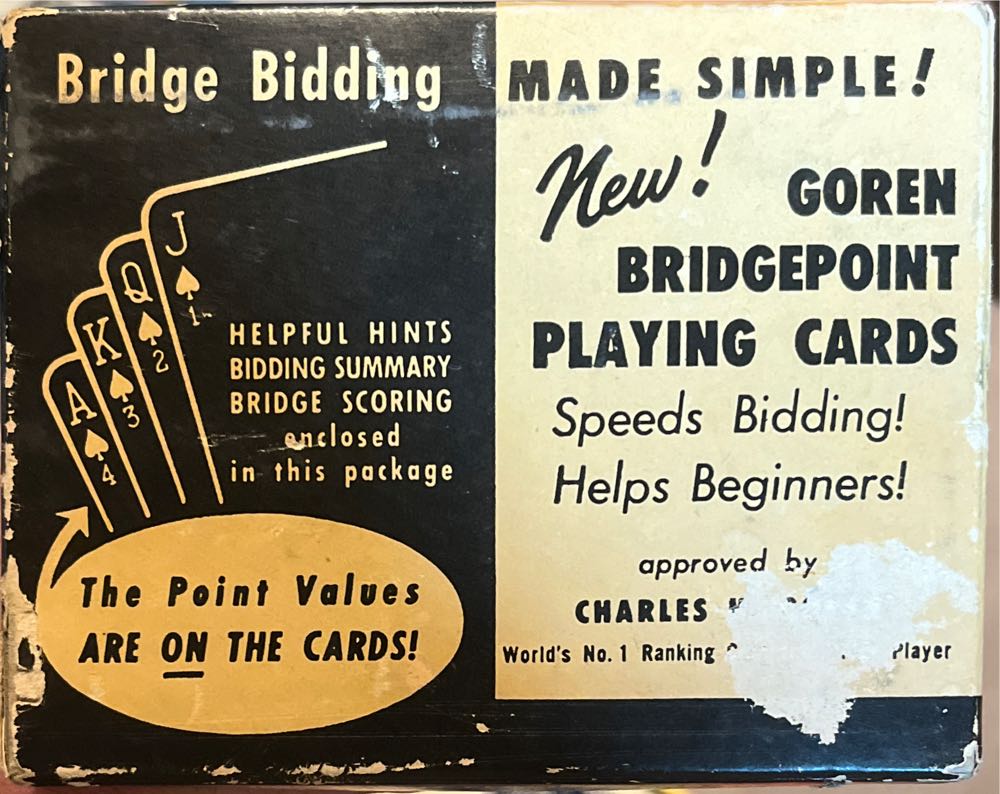 Bridge Bidding MADE SIMPLE!
New! GOREN
BRIDGEPOINT
PLAYING CARDS
Speeds Bidding!
Helps Beginners!
approved by
CHARLES
World's No. 1 Ranking Player
J
1
Q
2
K
3
A
4
HELPFUL HINTS
BIDDING SUMMARY
BRIDGE SCORING
enclosed
in this package
The Point Values
ARE ON THE CARDS!